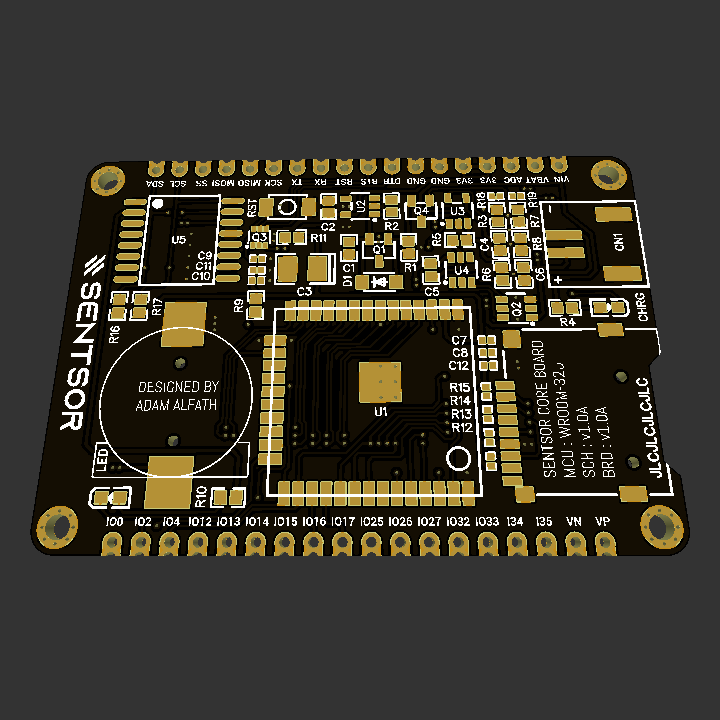 SDA SCL SS MOSI MISO SCK TX RX RST RTS DTR GND GND 3V3 3V3 ADC VBAT VIN
RST
C2
U2
R2
Q4
U3
R18
R19
R3
R7
U5
Q3
R11
C1
Q1
R1
R5
C4
R8
CN1
C9
C11
C10
C3
D1
C5
U4
R6
C6
SENTSOR
R16
R17
R9
Q2
R4
CHRG
DESIGNED BY
ADAM ALFATH
U1
C7
C8
C12
R15
R14
R13
R12
SENTSOR CORE BOARD
MCU : WROOM-32U
SCH : v1.0A
BRD : v1.0A
JLCJLCJLCJLC
LED
R10
IO0 IO2 IO4 IO12 IO13 IO14 IO15 IO16 IO17 IO25 IO26 IO27 IO32 IO33 I34 I35 VN VP